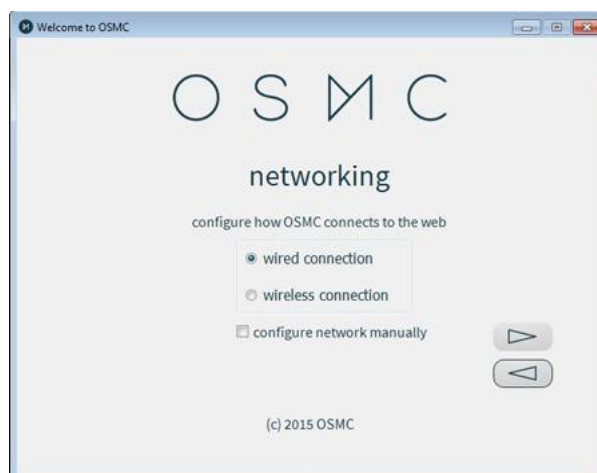 Welcome to OSMC
OSMC
networking
configure how OSMC connects to the web
wired connection
wireless connection
configure network manually
(c) 2015 OSMC